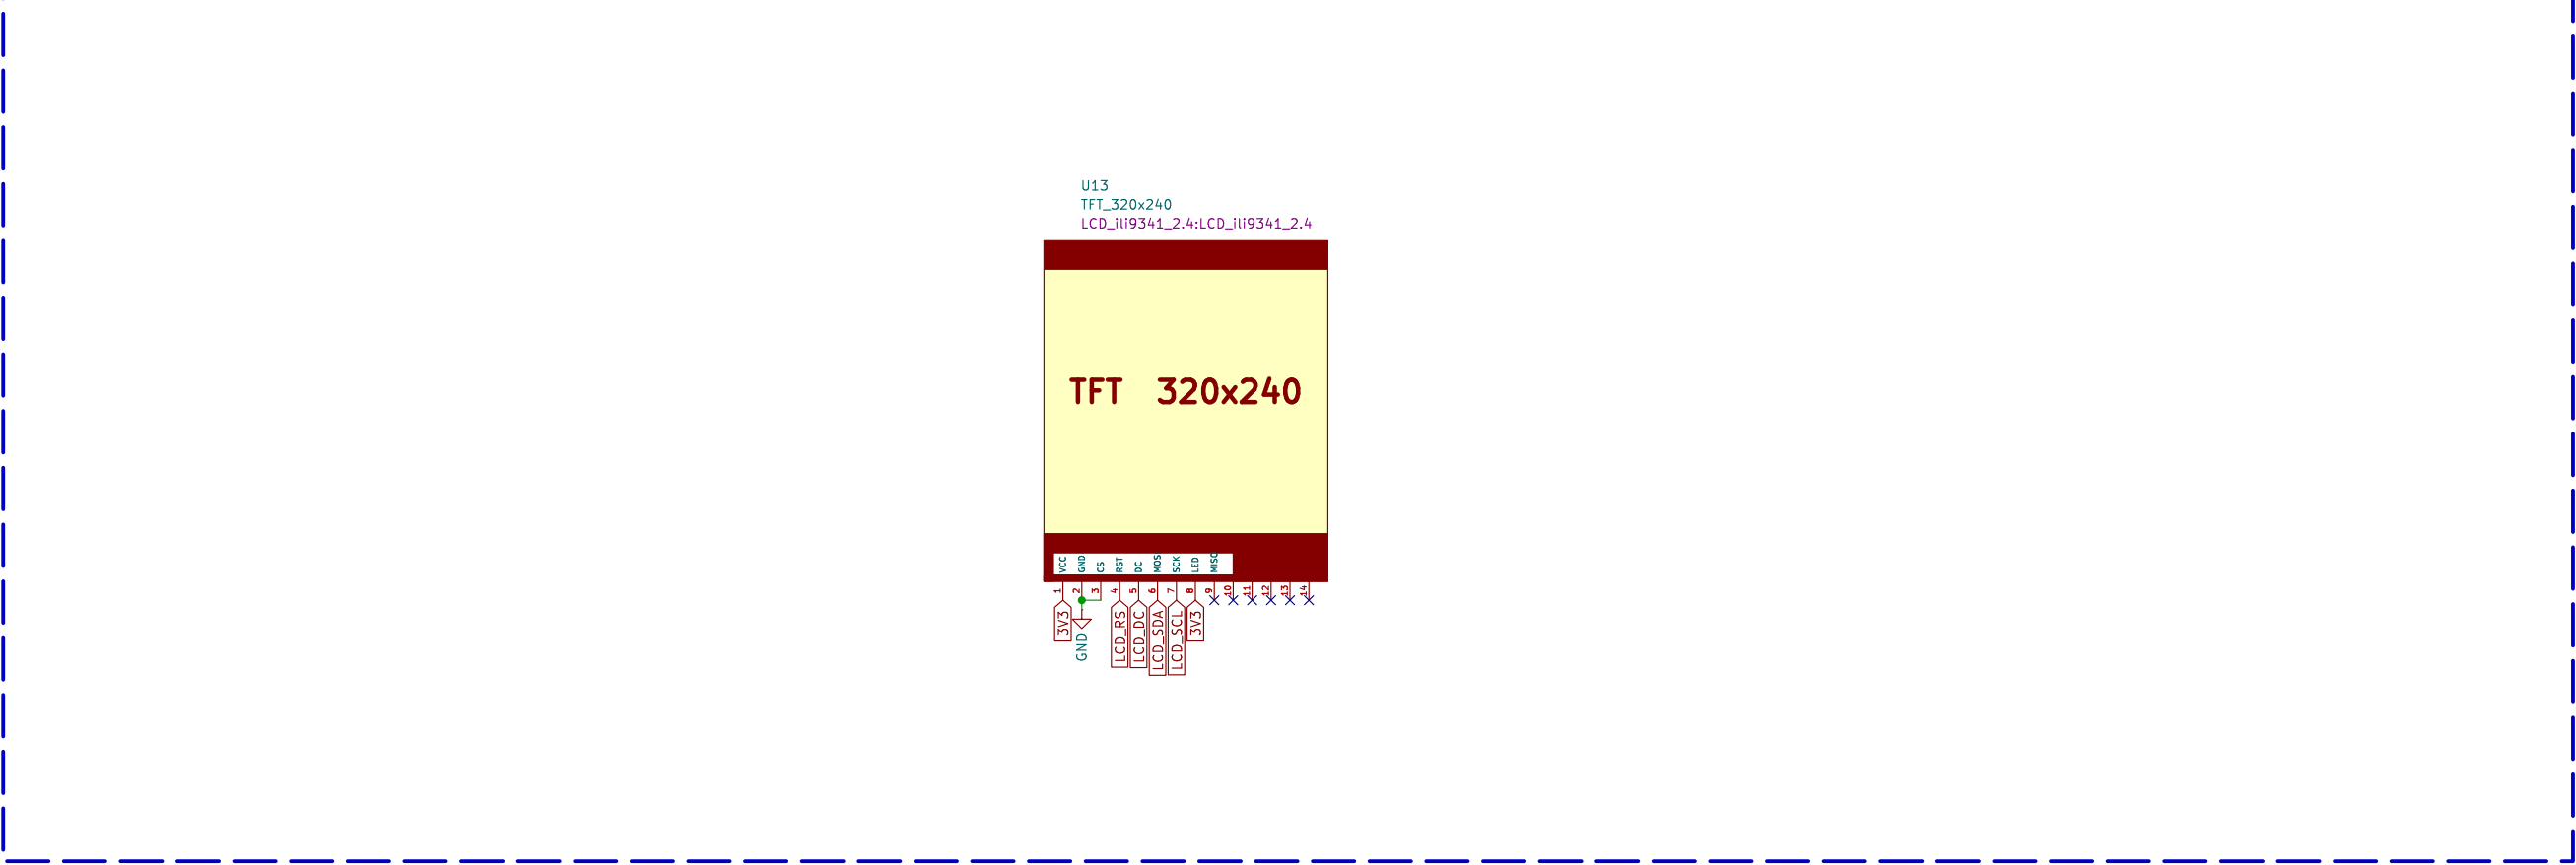 U13
TFT_320x240
LCD_ili9341_2.4:LCD_ili9341_2.4
TFT 320x240
VCC GND CS RST DC MOS SCK LED MISO
1 2 3 4 5 6 7 8 9 10 11 12 13 14
3V3 GND LCD_RS LCD_DC LCD_SDA LCD_SCL 3V3